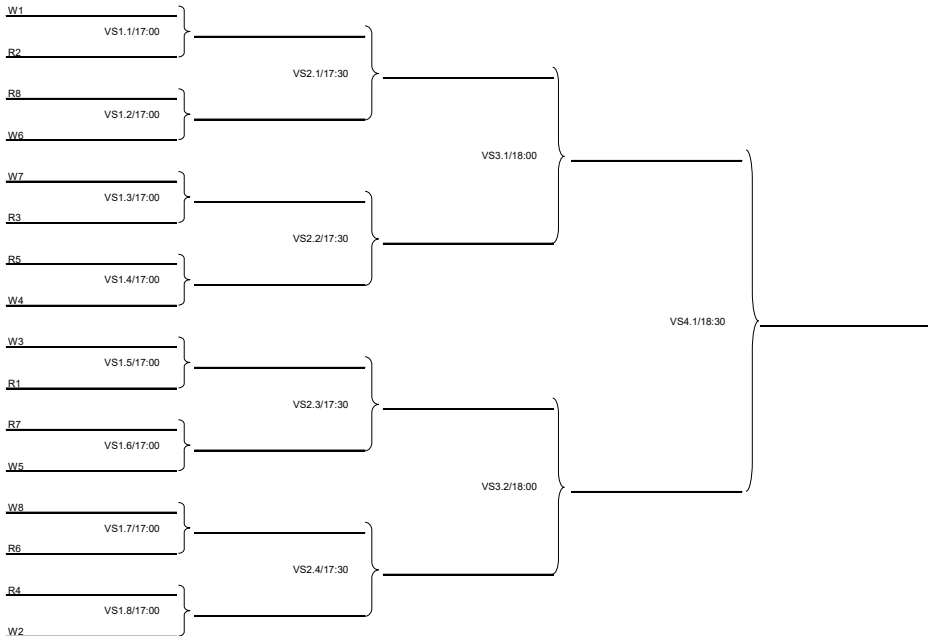 W1
VS1.1/17:00
R2
VS2.1/17:30
R8
VS1.2/17:00
W6
VS3.1/18:00
W7
VS1.3/17:00
R3
VS2.2/17:30
R5
VS1.4/17:00
W4
VS4.1/18:30
W3
VS1.5/17:00
R1
VS2.3/17:30
R7
VS1.6/17:00
W5
VS3.2/18:00
W8
VS1.7/17:00
R6
VS2.4/17:30
R4
VS1.8/17:00
W2